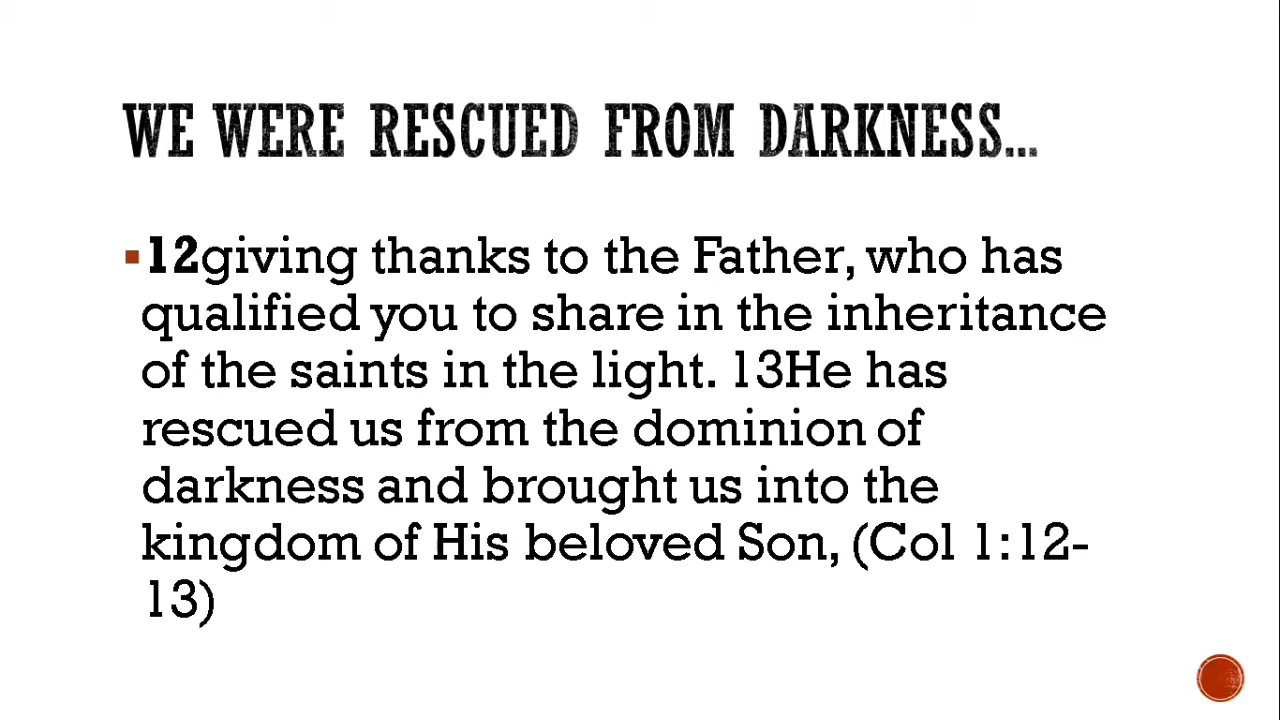 WE WERE RESCUED FROM DARKNESS...
▪12giving thanks to the Father, who has
qualified you to share in the inheritance
of the saints in the light. 13He has
rescued us from the dominion of
darkness and brought us into the
kingdom of His beloved Son, (Col 1:12-
13)